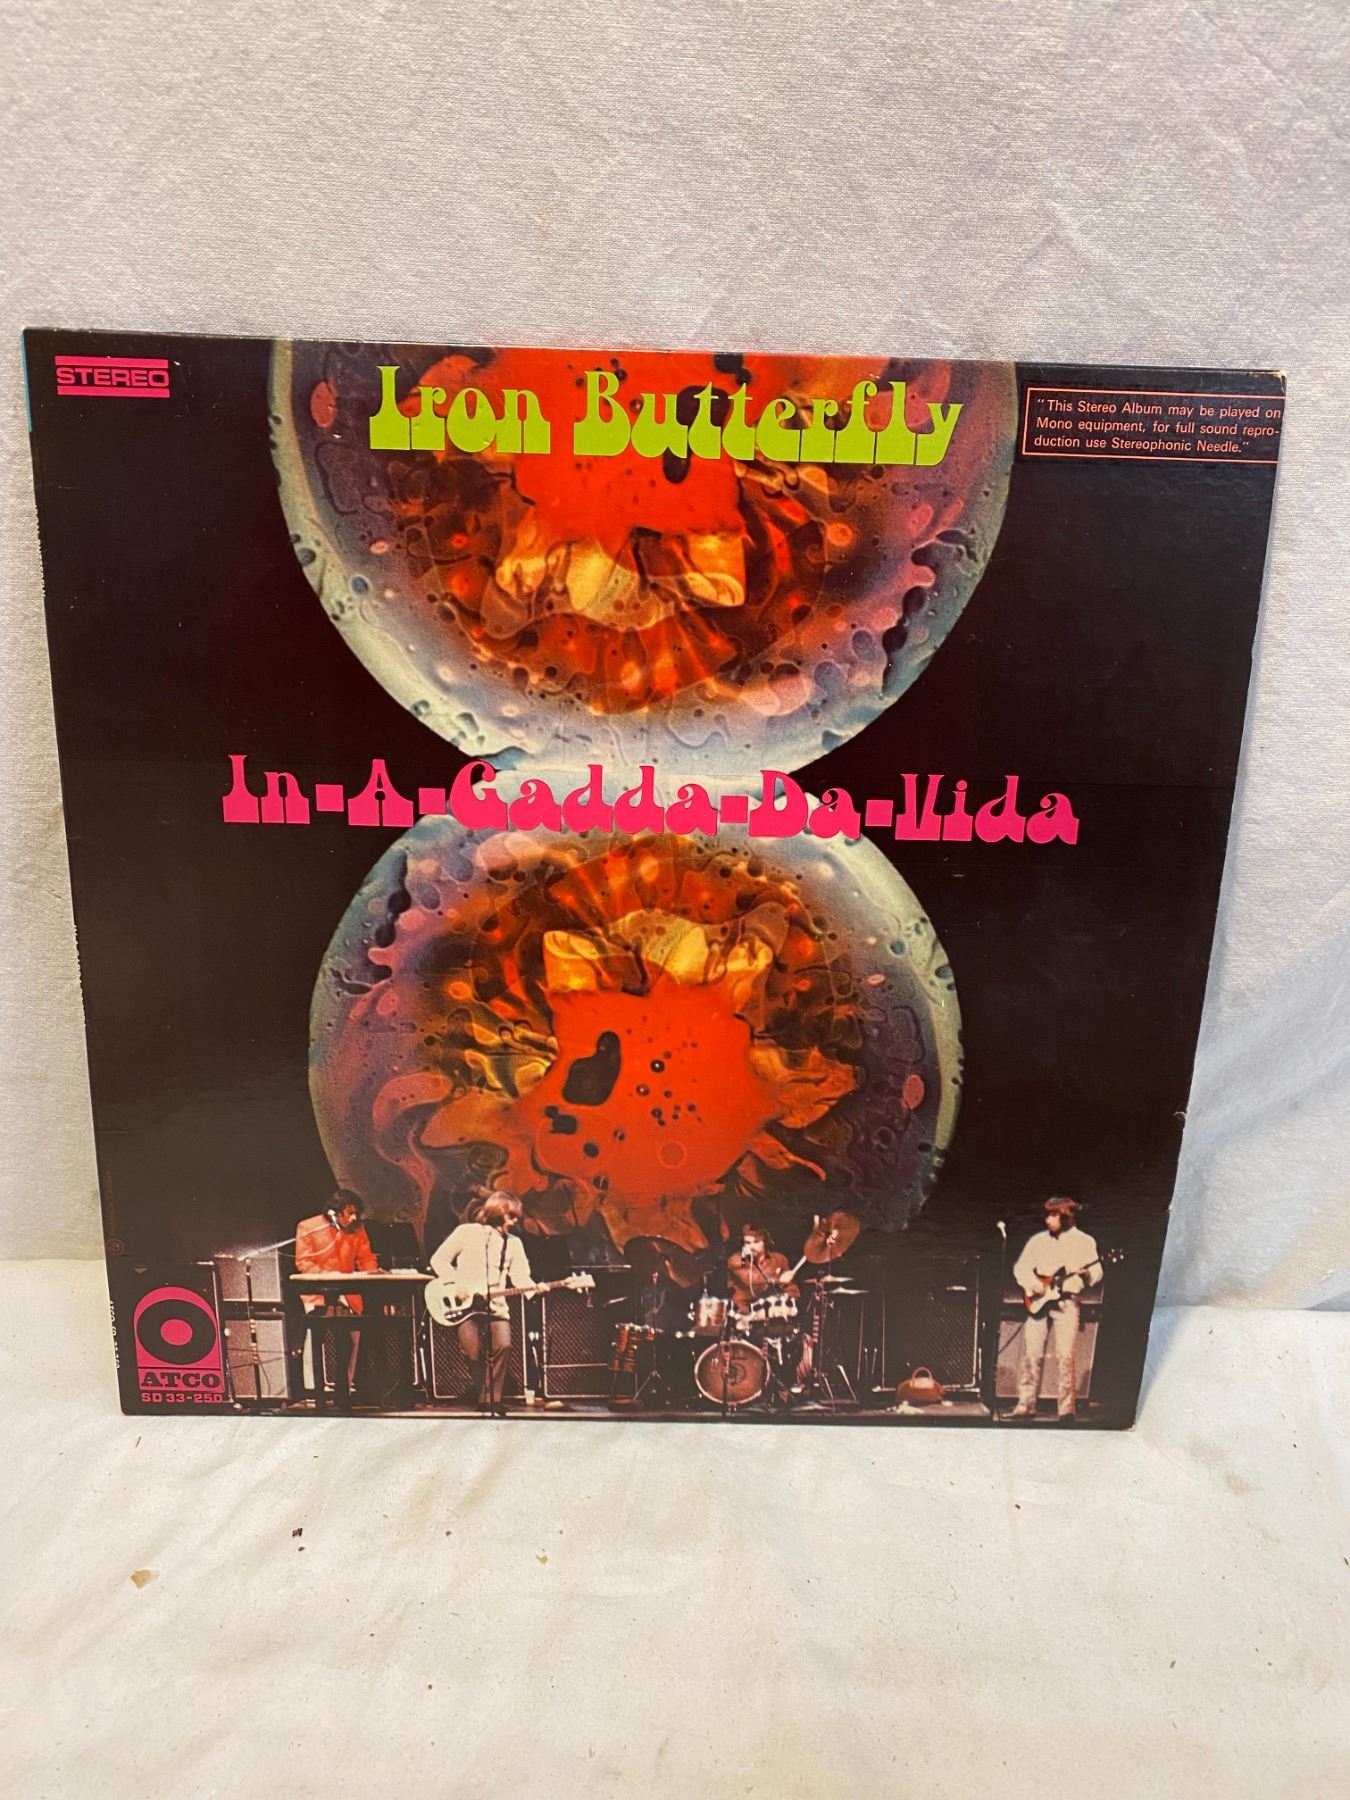 STEREO
Iron Butterfly
"This Stereo Album may be played on
Mono equipment, for full sound repro-
duction use Stereophonic Needle."
In-A-Gadda-Da-Vida
ATCO
SD 33-250